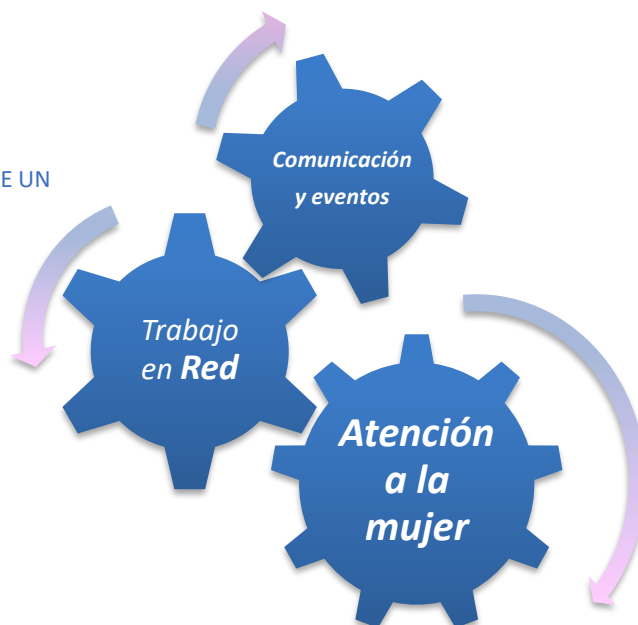 Comunicación
y eventos
E UN
Trabajo
en Red
Atención
a la
mujer